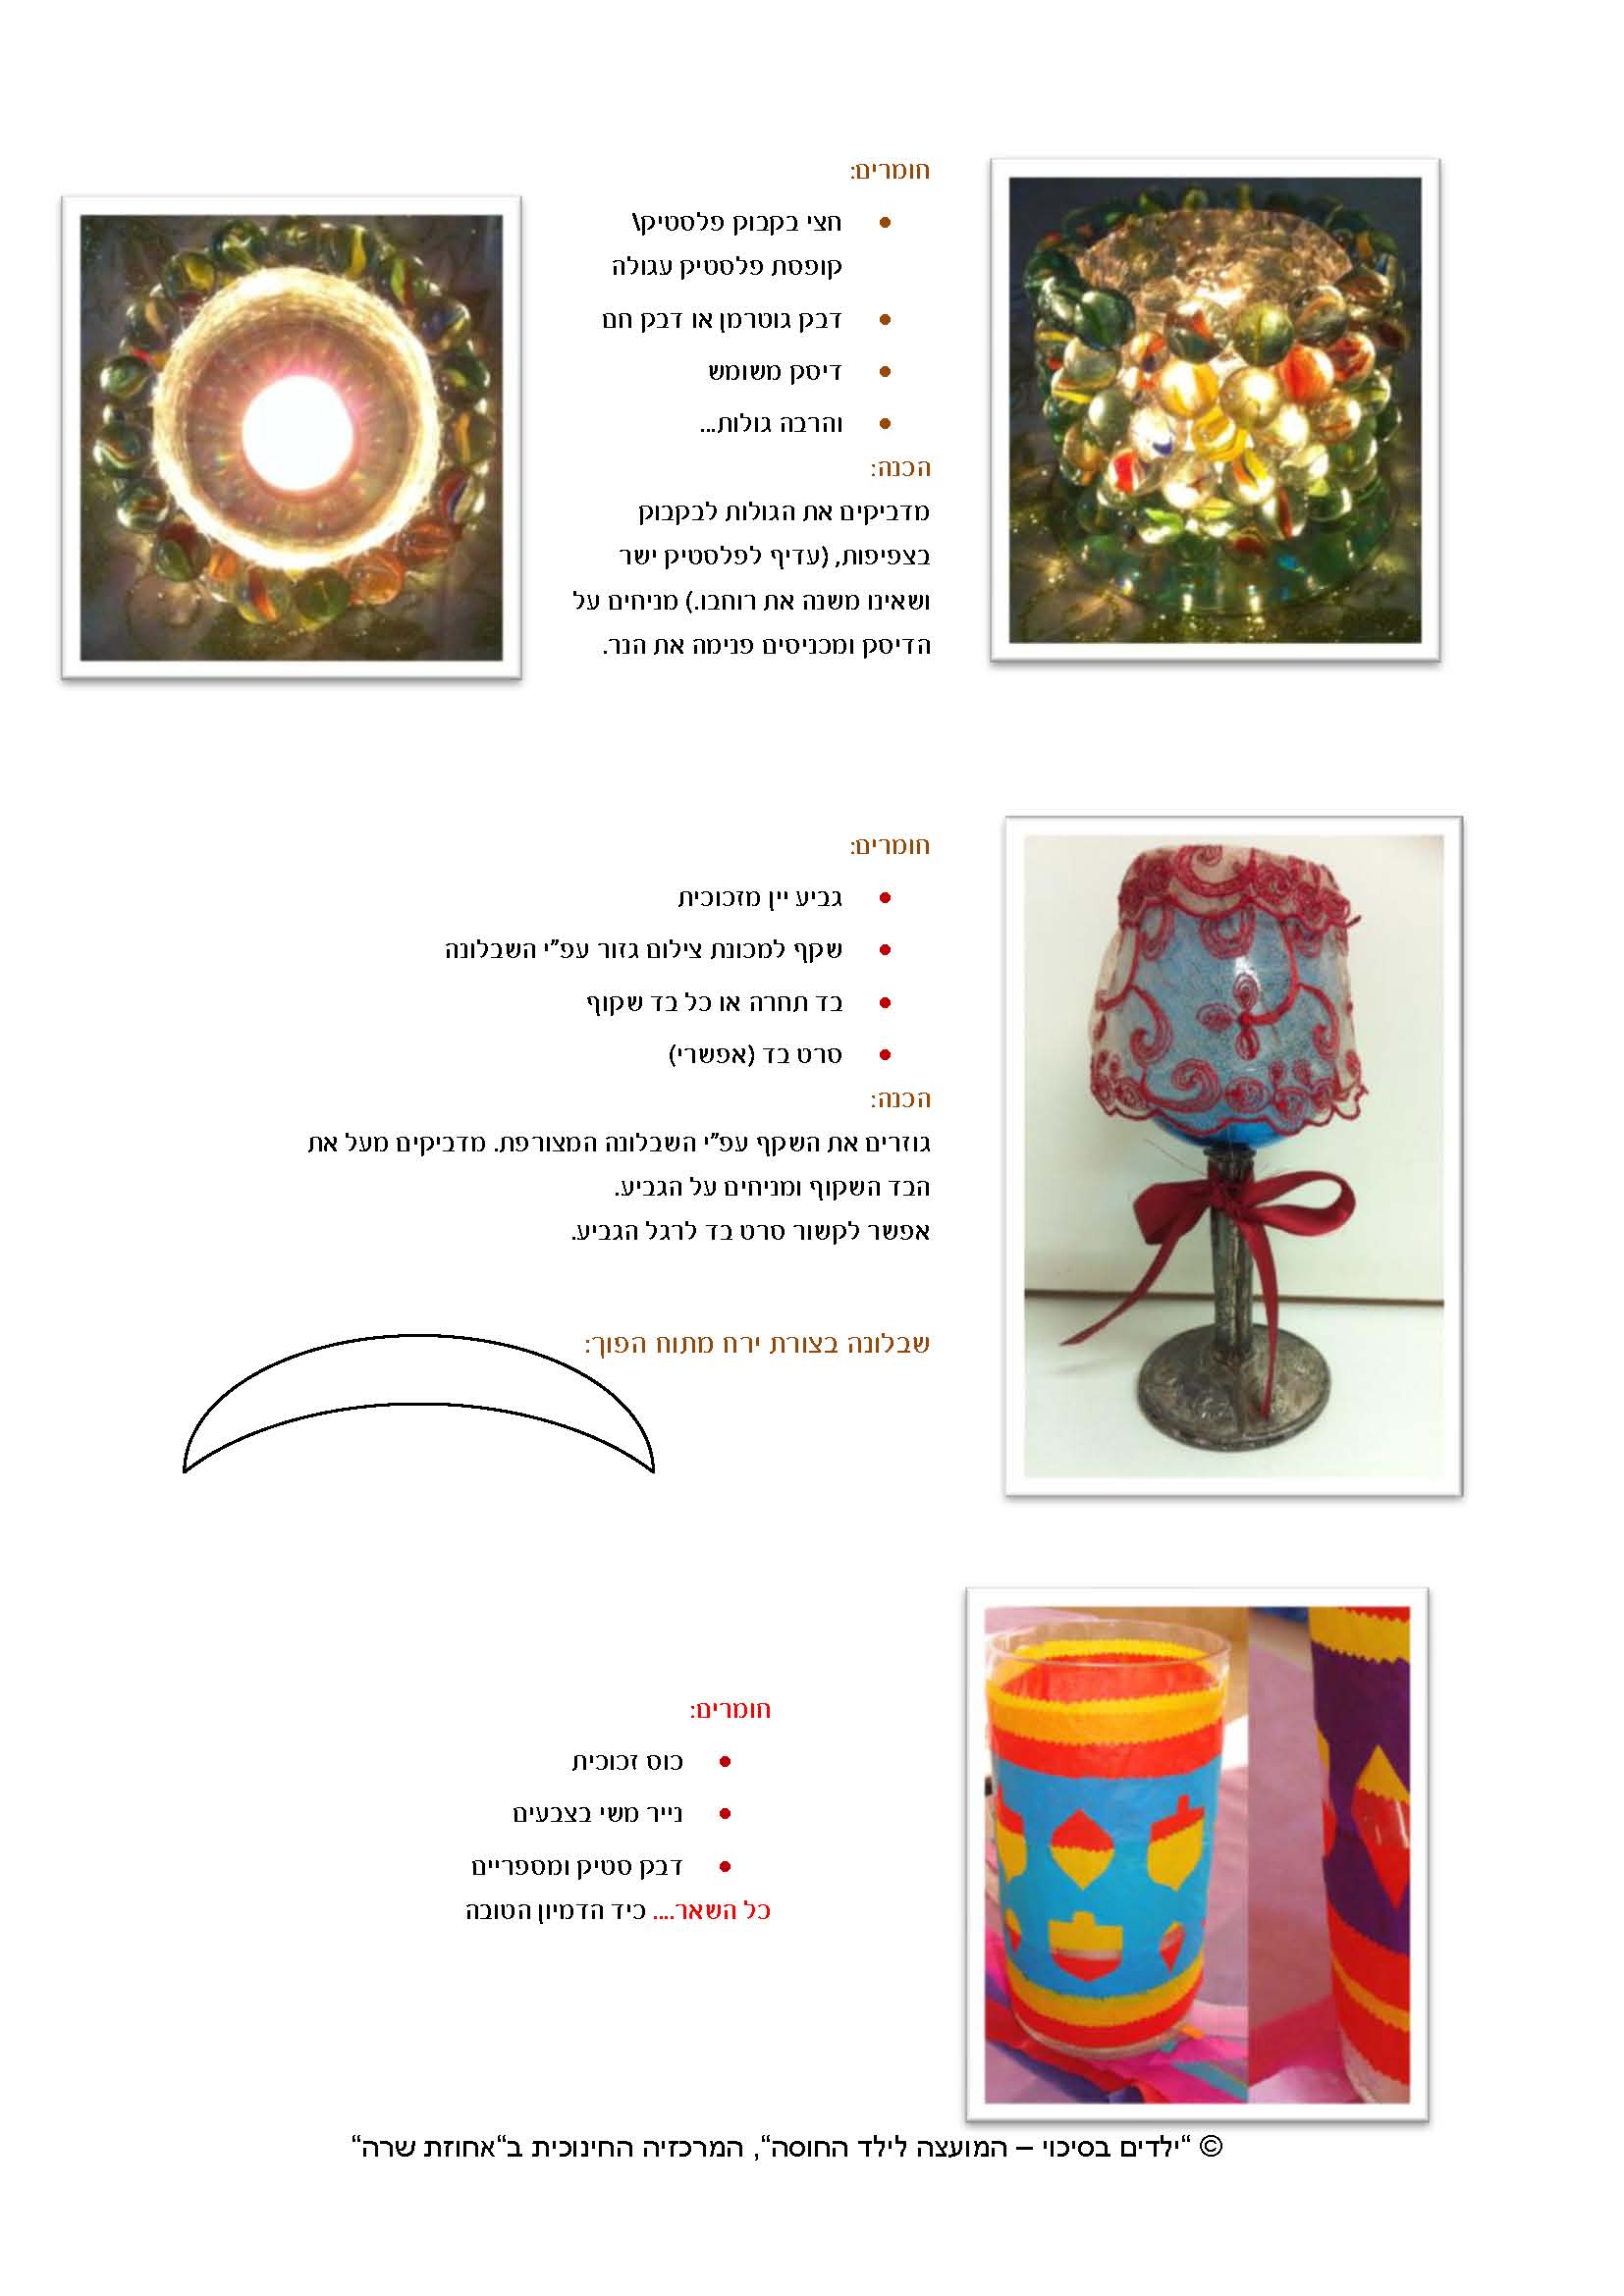 חומרים:
• חצי בקבוק פלסטיק\
קופסת פלסטיק עגולה
• דבק גוטרמן או דבק חם
• דיסק משומש
• והרבה גולות...
הכנה:
מדביקים את הגולות לבקבוק
בצפיפות, (עדיף לפלסטיק ישר
ושאינו משנה את רוחבו.) מניחים על
הדיסק ומכניסים פנימה את הנר.
חומרים:
• גביע יין מזכוכית
• שקף למכונת צילום גזור עפ"י השבלונה
• בד תחרה או כל בד שקוף
• סרט בד (אפשרי)
הכנה:
גוזרים את השקף עפ"י השבלונה המצורפת. מדביקים מעל את
הבד השקוף ומניחים על הגביע.
אפשר לקשור סרט בד לרגל הגביע.
שבלונה בצורת ירח מתוח הפוך:
חומרים:
• כוס זכוכית
• נייר משי בצבעים
• דבק סטיק ומספריים
כל השאר.... כיד הדמיון הטובה
© "ילדים בסיכוי – המועצה לילד החוסה", המרכזיה החינוכית ב"אחוזת שרה"